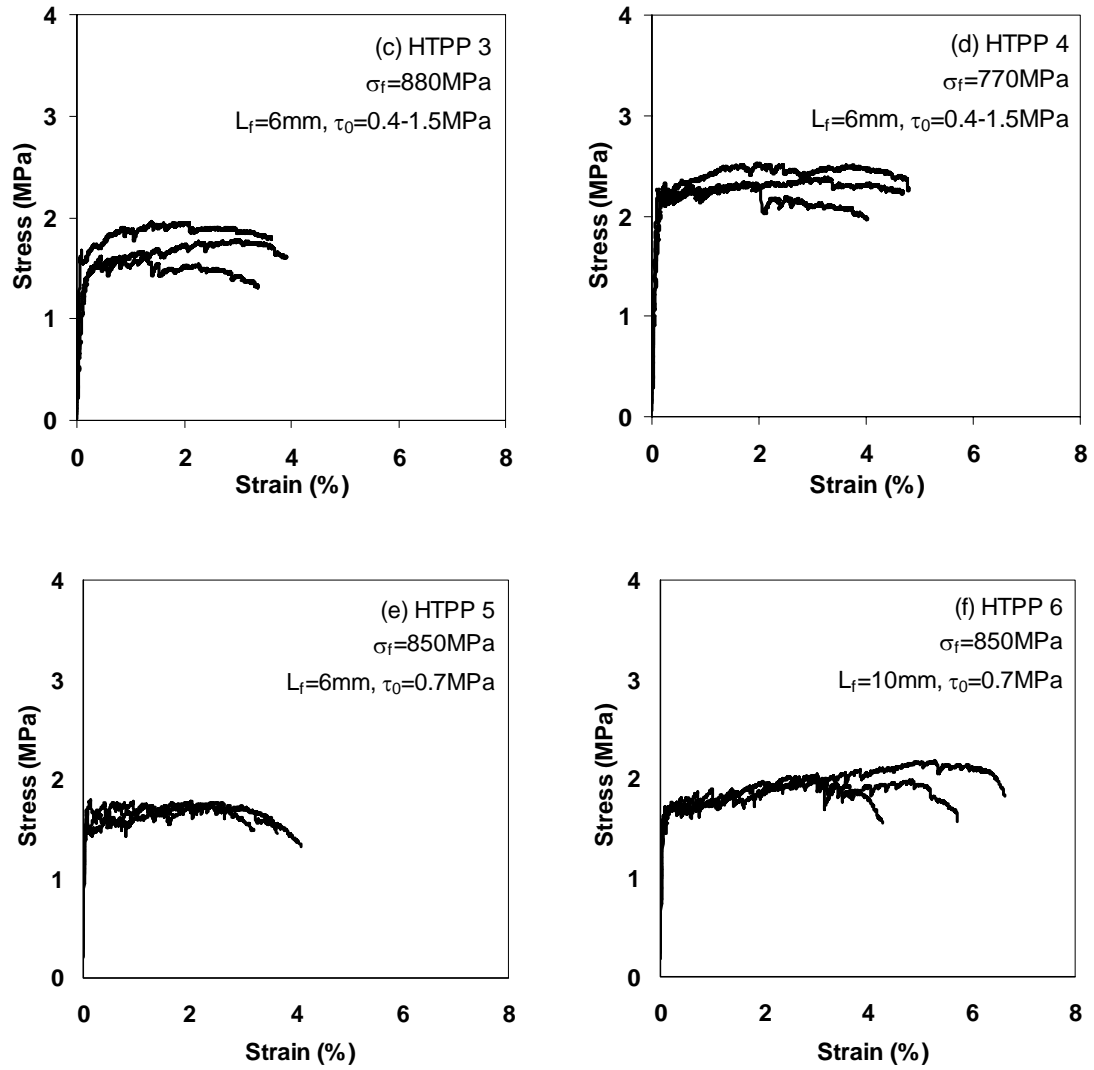 4
3
2
1
0
0 2 4 6 8
Stress (MPa)
Strain (%)
(c) HTPP 3
σf=880MPa
Lf=6mm, τ0=0.4-1.5MPa
4
3
2
1
0
0 2 4 6 8
Stress (MPa)
Strain (%)
(d) HTPP 4
σf=770MPa
Lf=6mm, τ0=0.4-1.5MPa
4
3
2
1
0
0 2 4 6 8
Stress (MPa)
Strain (%)
(e) HTPP 5
σf=850MPa
Lf=6mm, τ0=0.7MPa
4
3
2
1
0
0 2 4 6 8
Stress (MPa)
Strain (%)
(f) HTPP 6
σf=850MPa
Lf=10mm, τ0=0.7MPa